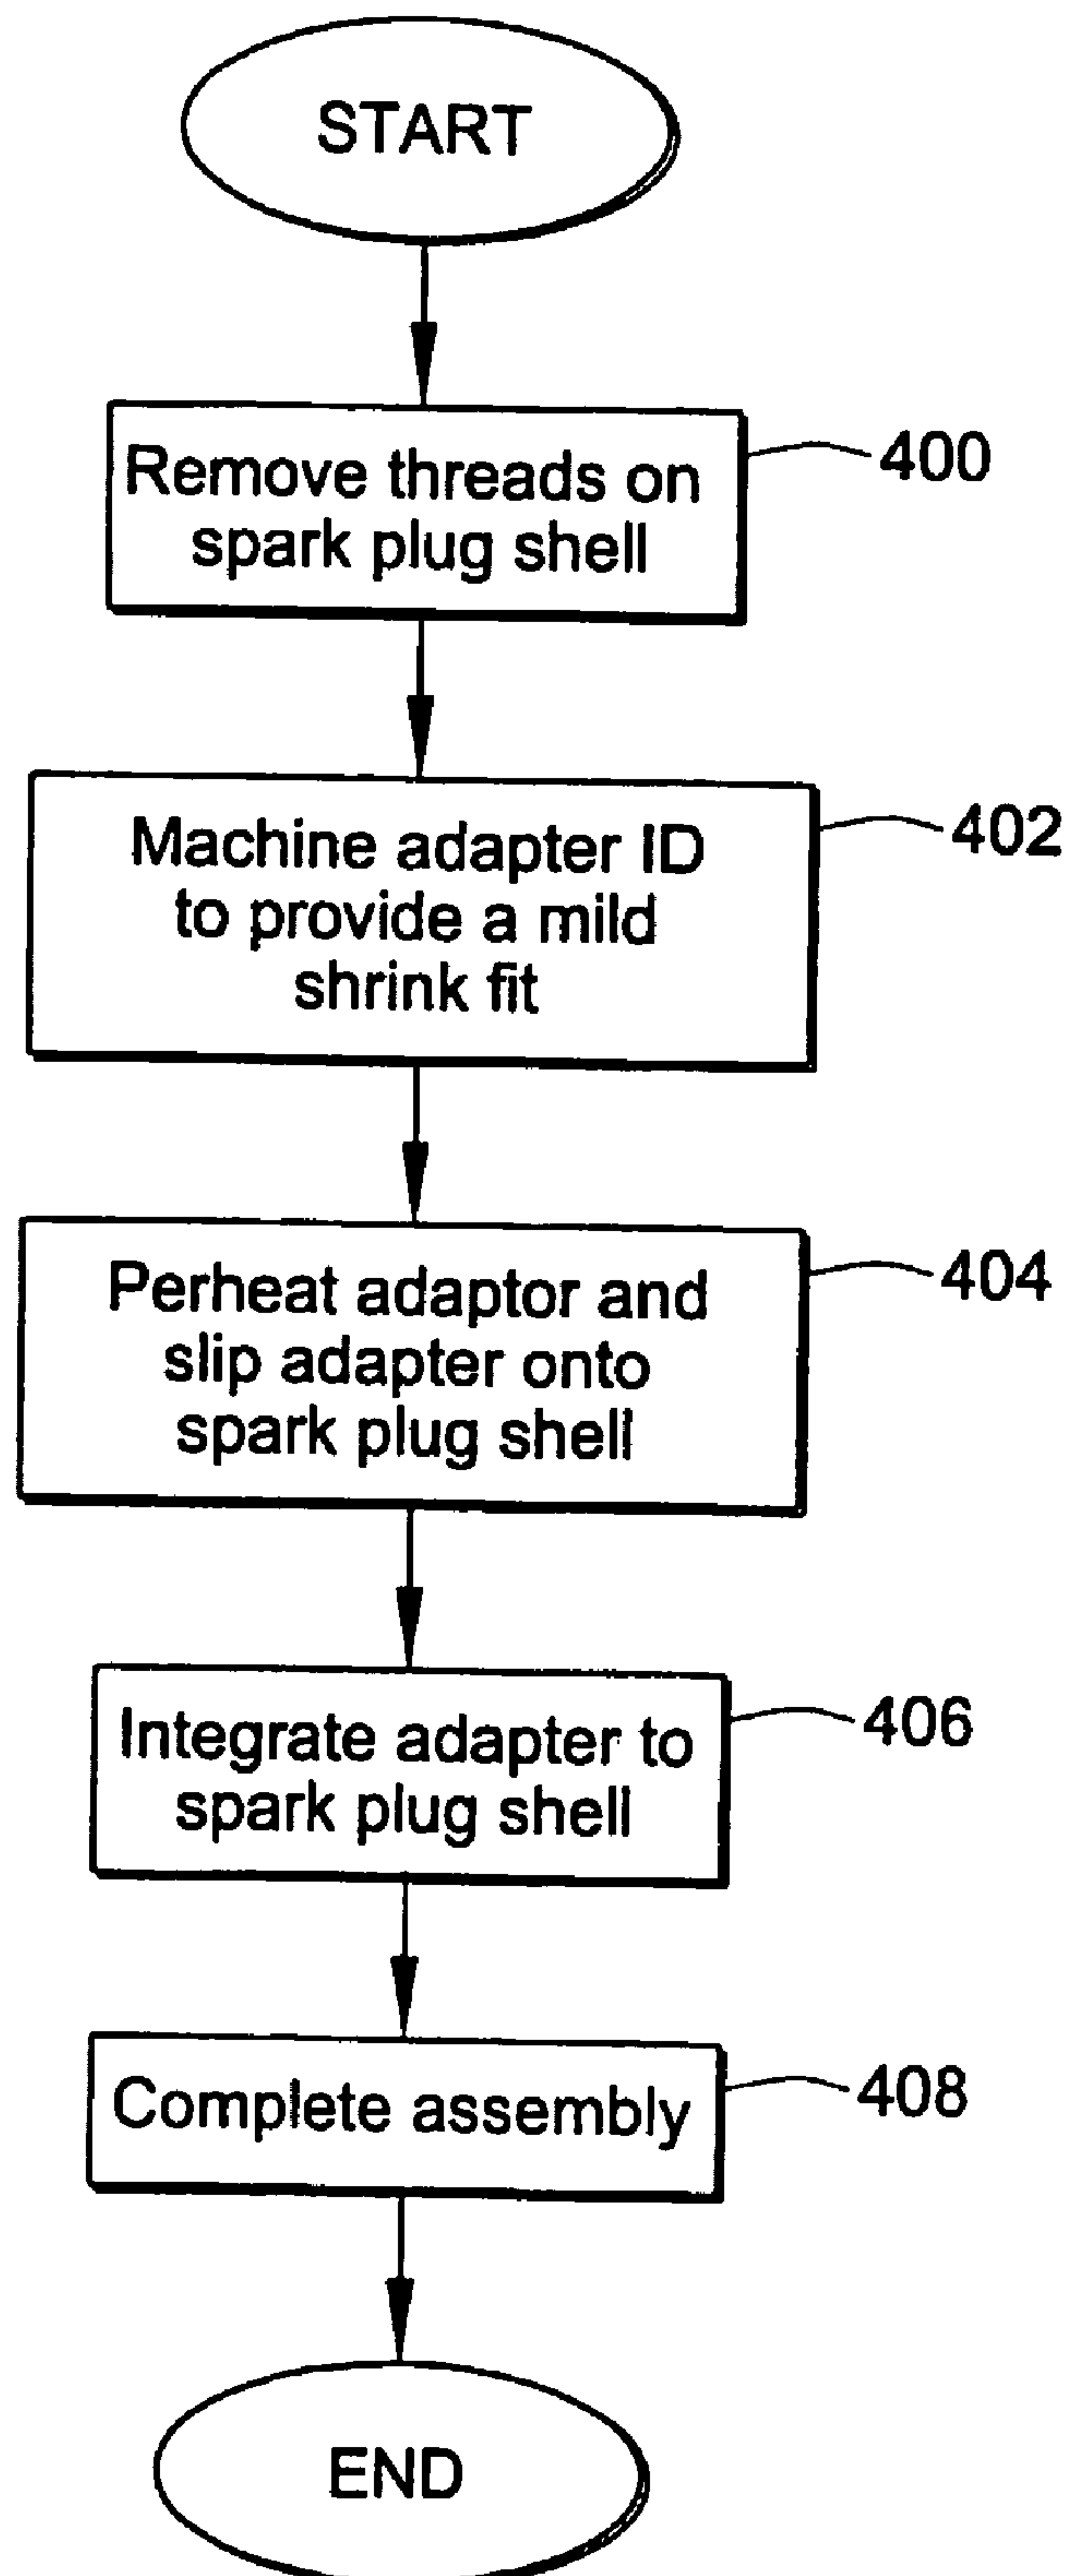 START
Remove threads on
spark plug shell
400
Machine adapter ID
to provide a mild
shrink fit
402
Perheat adaptor and
slip adapter onto
spark plug shell
404
Integrate adapter to
spark plug shell
406
Complete assembly
408
END